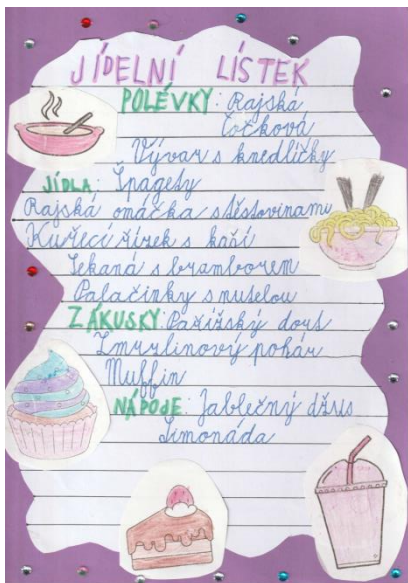 JÍDELNÍ LÍSTEK
POLÉVKY: Rajská
Čočková
Vývar s knedlíčky
JÍDLA: Špagety
Rajská omáčka s těstovinami
Kuřecí řízek s kaší
Sekaná s bramborem
Palačinky s nutelou
ZÁKUSKY: Pařížský dort
Zmrzlinový pohár
Muffin
NÁPOJE: Jablečný džus
Limonáda